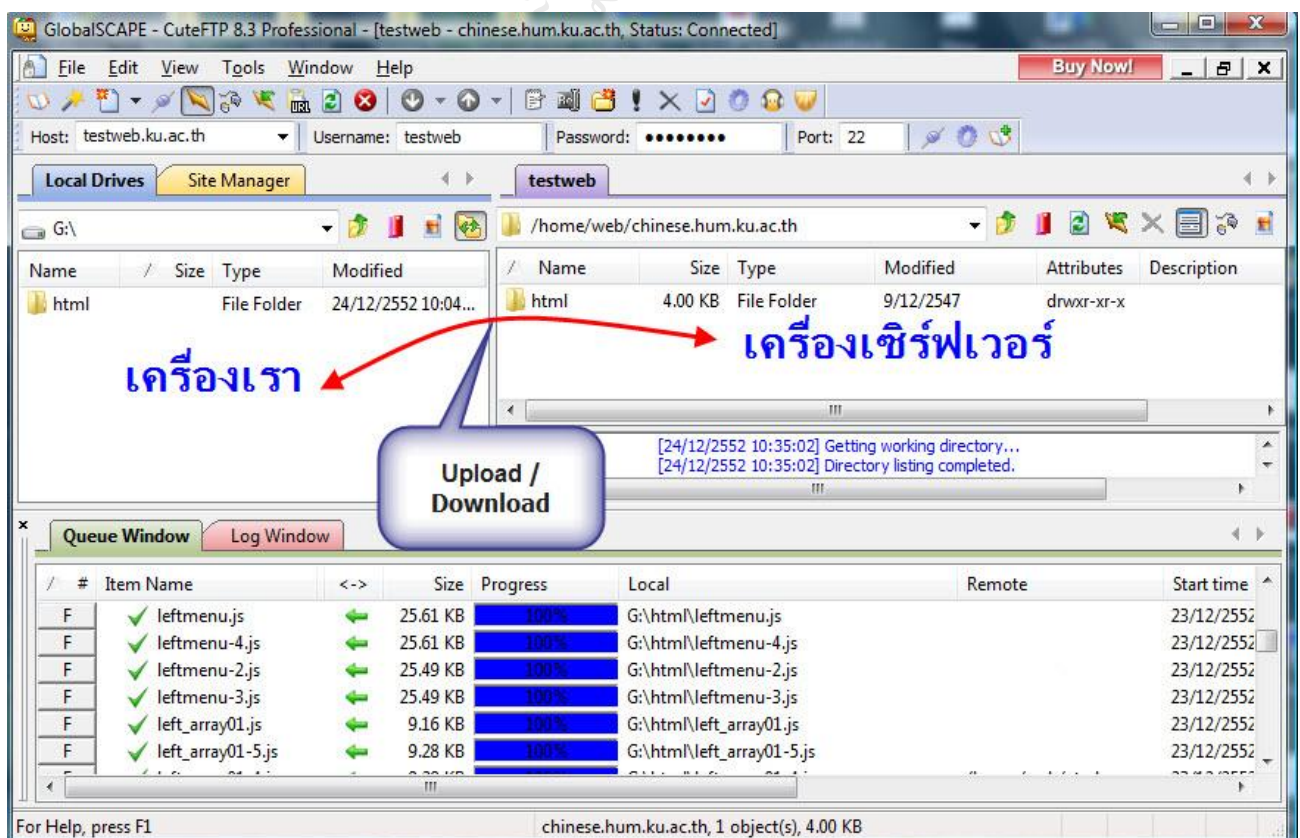 GlobalSCAPE - CuteFTP 8.3 Professional - [testweb - chinese.hum.ku.ac.th, Status: Connected]
File Edit View Tools Window Help Buy Now!
URL
Host: testweb.ku.ac.th Username: testweb Password: ●●●●●●●● Port: 22
Local Drives Site Manager testweb
G:\ /home/web/chinese.hum.ku.ac.th
Name / Size Type Modified / Name Size Type Modified Attributes Description
html File Folder 24/12/2552 10:04... html 4.00 KB File Folder 9/12/2547 drwxr-xr-x
เครื่องเรา เครื่องเซิร์ฟเวอร์
[24/12/2552 10:35:02] Getting working directory...
[24/12/2552 10:35:02] Directory listing completed.
Upload /
Download
Queue Window Log Window
/ # Item Name <-> Size Progress Local Remote Start time
F leftmenu.js 25.61 KB 100% G:\html\leftmenu.js 23/12/2552
F leftmenu-4.js 25.61 KB 100% G:\html\leftmenu-4.js 23/12/2552
F leftmenu-2.js 25.49 KB 100% G:\html\leftmenu-2.js 23/12/2552
F leftmenu-3.js 25.49 KB 100% G:\html\leftmenu-3.js 23/12/2552
F left_array01.js 9.16 KB 100% G:\html\left_array01.js 23/12/2552
F left_array01-5.js 9.28 KB 100% G:\html\left_array01-5.js 23/12/2552
For Help, press F1 chinese.hum.ku.ac.th, 1 object(s), 4.00 KB